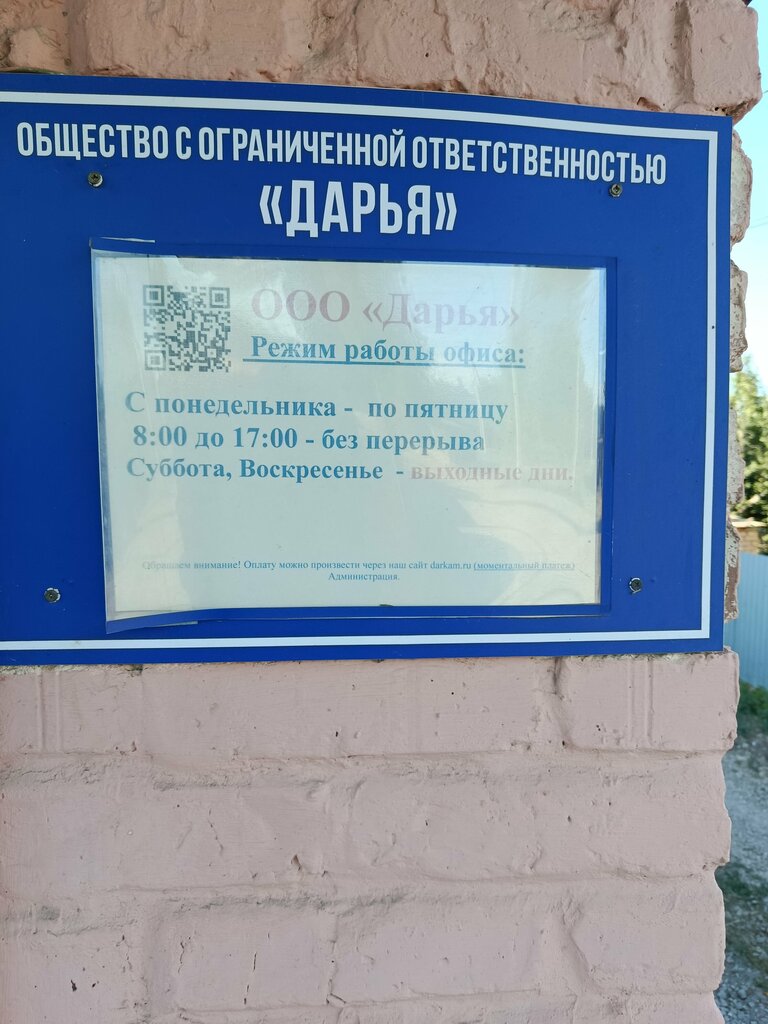 ОБЩЕСТВО С ОГРАНИЧЕННОЙ ОТВЕТСТВЕННОСТЬЮ
«ДАРЬЯ»
ООО «Дарья»
Режим работы офиса:
С понедельника - по пятницу
8:00 до 17:00 - без перерыва
Суббота, Воскресенье - выходные дни.
Обращаем внимание! Оплату можно произвести через наш сайт darkam.ru (моментальный платеж)
Администрация.